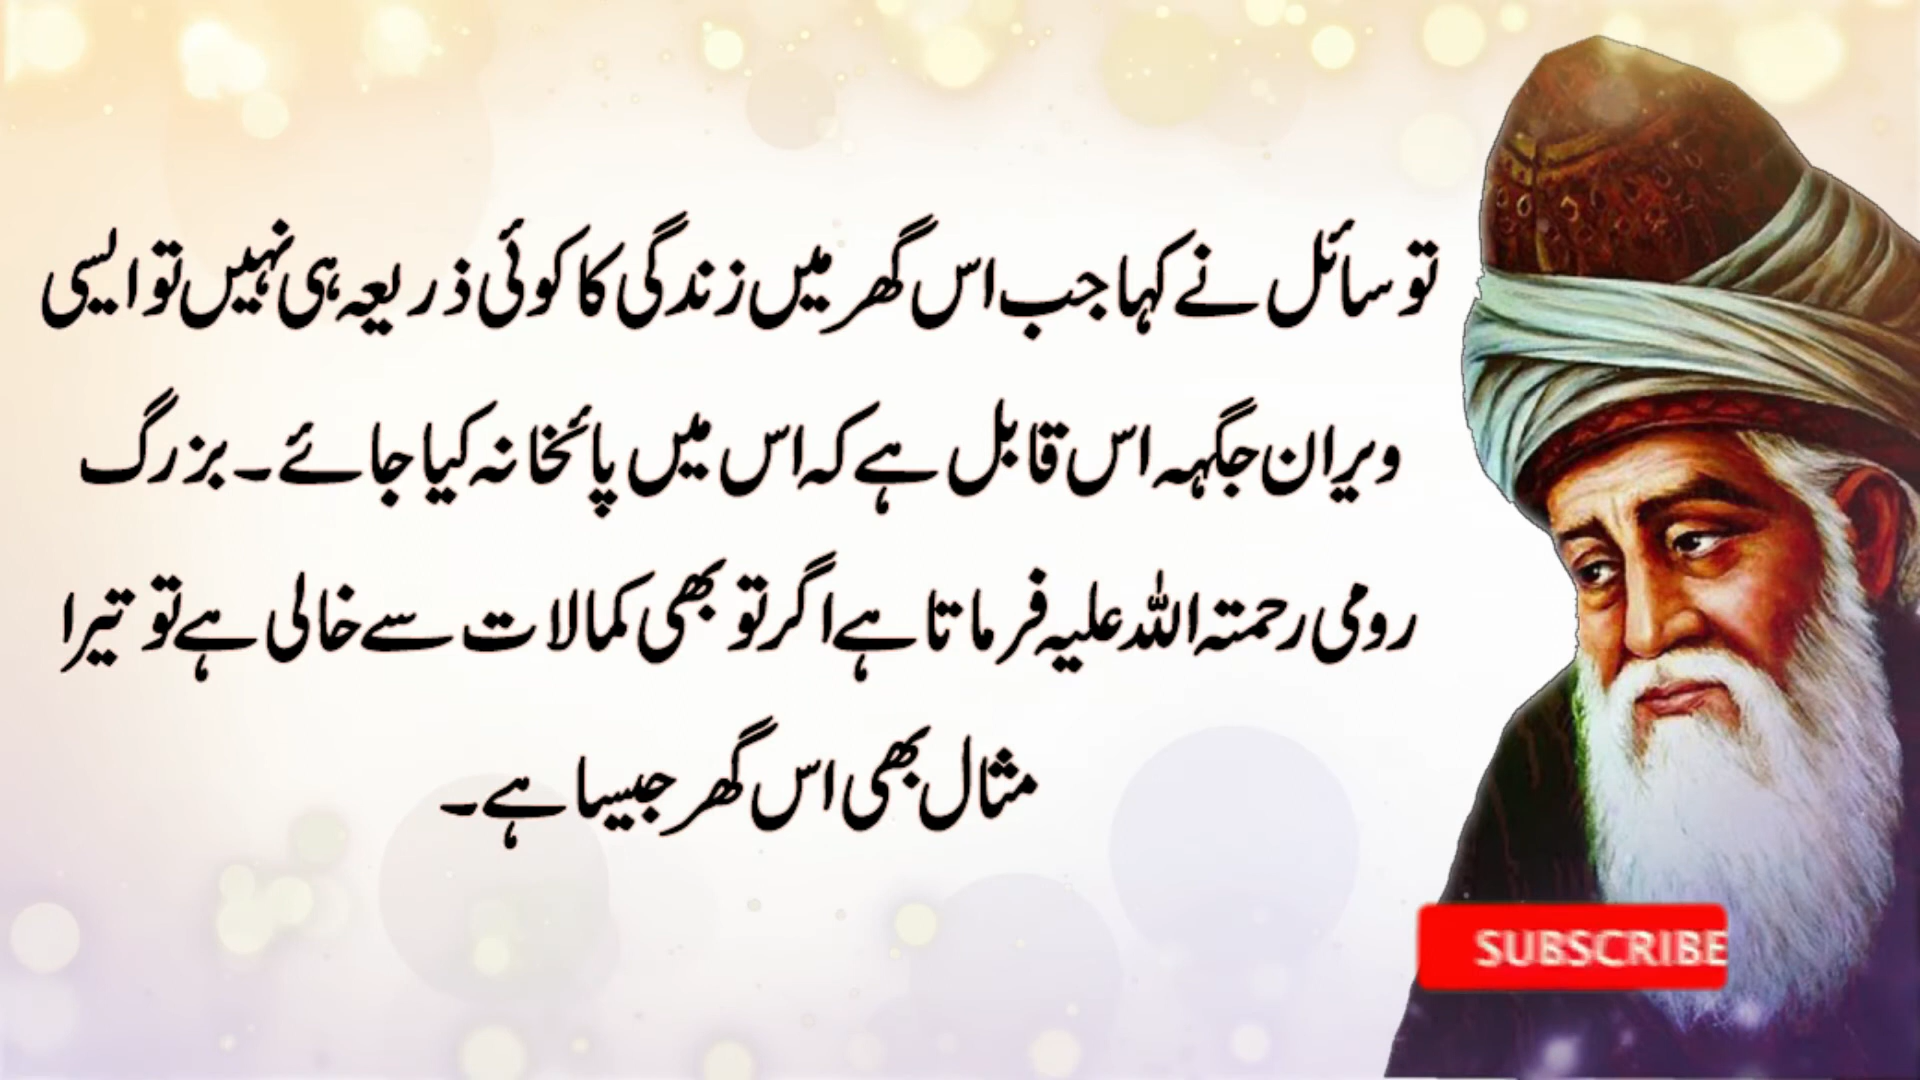 تو سائل نے کہا جب اس گھر میں زندگی کا کوئی ذریعہ ہی نہیں تو ایسی
ویران جگہہ اس قابل ہے کہ اس میں پائخانہ کیا جائے۔ بزرگ
رومی رحمتہ اللہ علیہ فرماتا ہے اگر تو بھی کمالات سے خالی ہے تو تیرا
مثال بھی اس گھر جیسا ہے۔
SUBSCRIBE